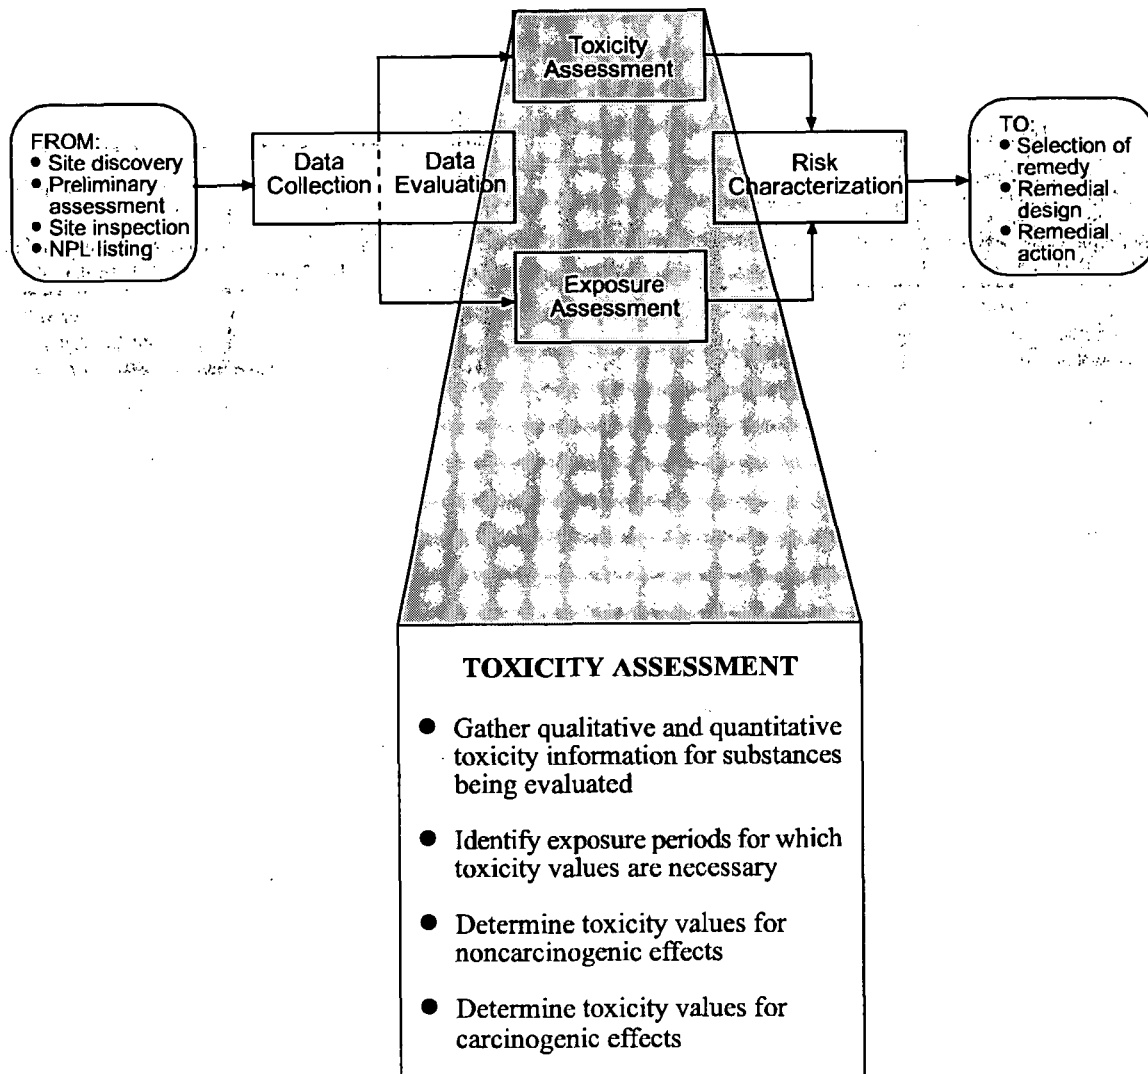 Toxicity
Assessment
FROM:
● Site discovery
● Preliminary
assessment
● Site inspection
● NPL listing
Data
Collection
Data
Evaluation
Risk
Characterization
TO:
● Selection of
remedy
● Remedial
design
● Remedial
action
Exposure
Assessment
TOXICITY ASSESSMENT
● Gather qualitative and quantitative
toxicity information for substances
being evaluated
● Identify exposure periods for which
toxicity values are necessary
● Determine toxicity values for
noncarcinogenic effects
● Determine toxicity values for
carcinogenic effects